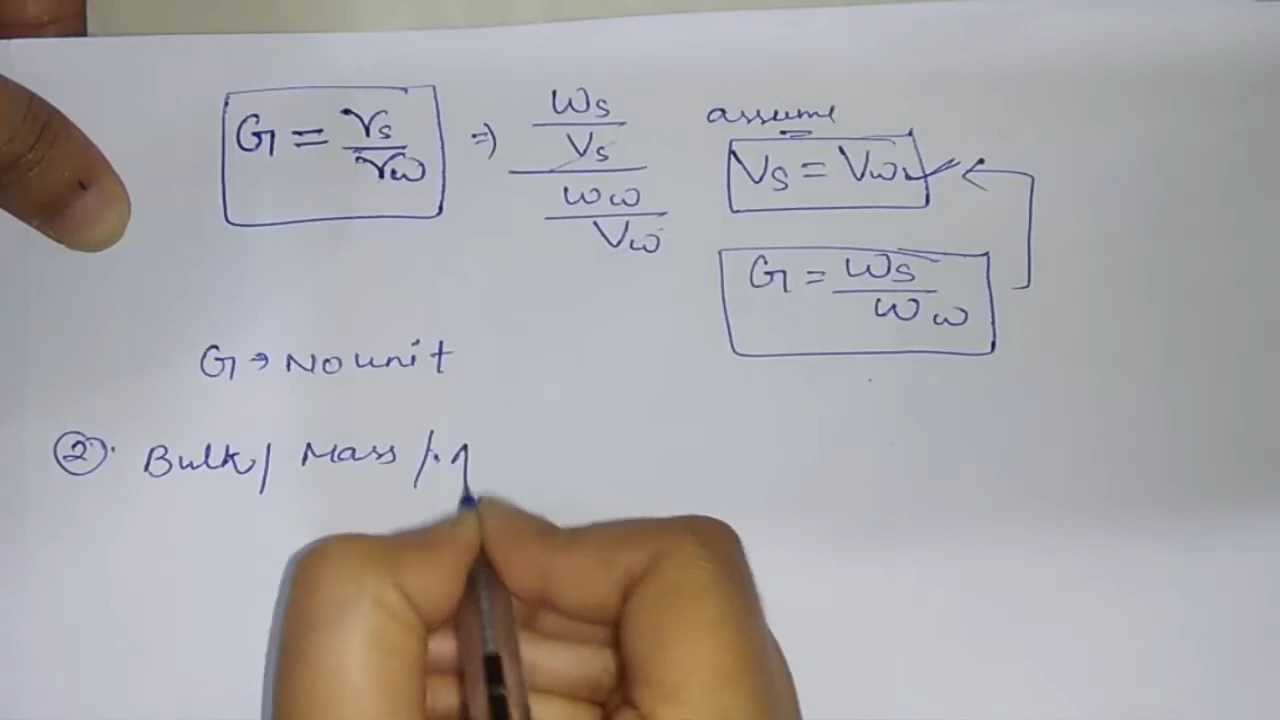 G = γs/γw ⇒ (ws/Vs)/(ww/Vw)
assume
Vs = Vw
G = ws/ww
G → No unit
②. Bulk/ Mass /.